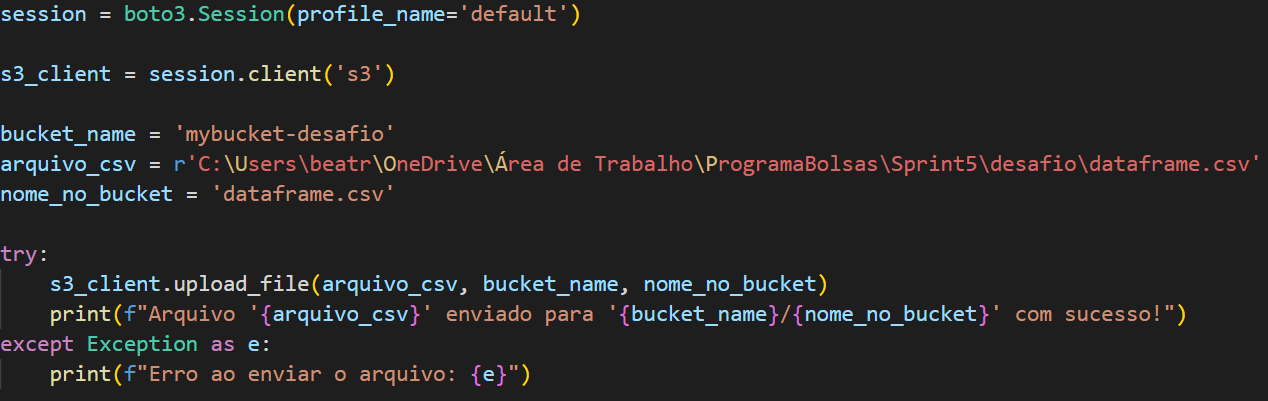 session = boto3.Session(profile_name='default')
s3_client = session.client('s3')
bucket_name = 'mybucket-desafio'
arquivo_csv = r'C:\Users\beatr\OneDrive\Área de Trabalho\ProgramaBolsas\Sprint5\desafio\dataframe.csv'
nome_no_bucket = 'dataframe.csv'
try:
    s3_client.upload_file(arquivo_csv, bucket_name, nome_no_bucket)
    print(f"Arquivo '{arquivo_csv}' enviado para '{bucket_name}/{nome_no_bucket}' com sucesso!")
except Exception as e:
    print(f"Erro ao enviar o arquivo: {e}")